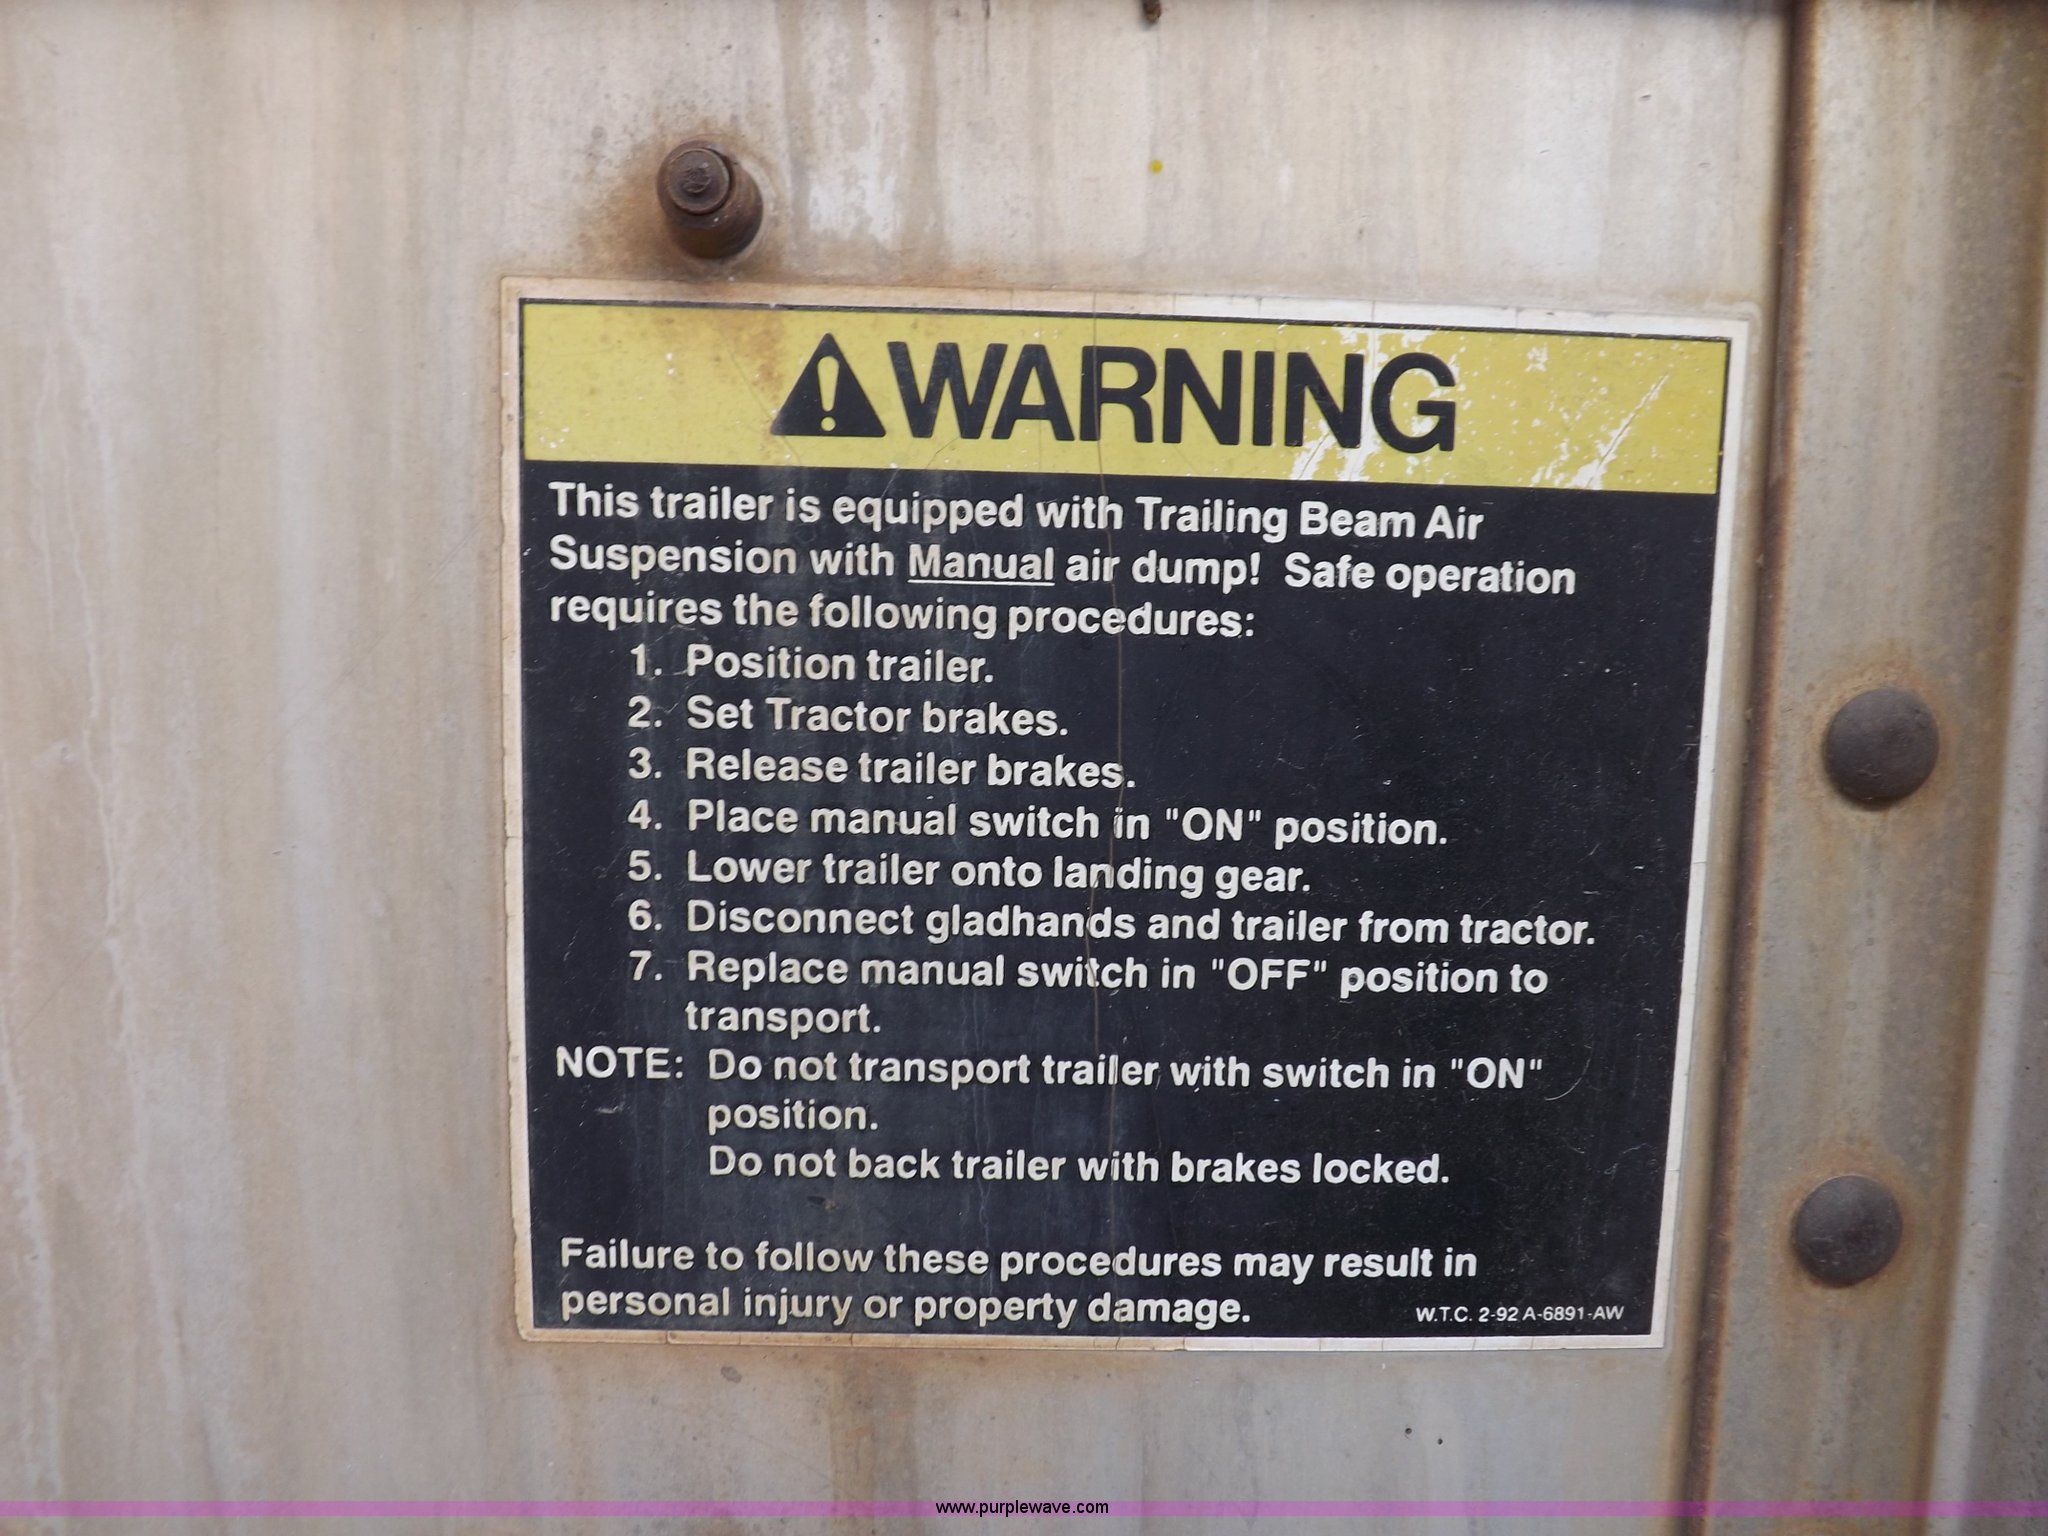 WARNING
This trailer is equipped with Trailing Beam Air
Suspension with Manual air dump! Safe operation
requires the following procedures:
1. Position trailer.
2. Set Tractor brakes.
3. Release trailer brakes.
4. Place manual switch in "ON" position.
5. Lower trailer onto landing gear.
6. Disconnect gladhands and trailer from tractor.
7. Replace manual switch in "OFF" position to
transport.
NOTE: Do not transport trailer with switch in "ON"
position.
Do not back trailer with brakes locked.
Failure to follow these procedures may result in
personal injury or property damage.
W.T.C. 2-92 A-6891-AW
www.purplewave.com